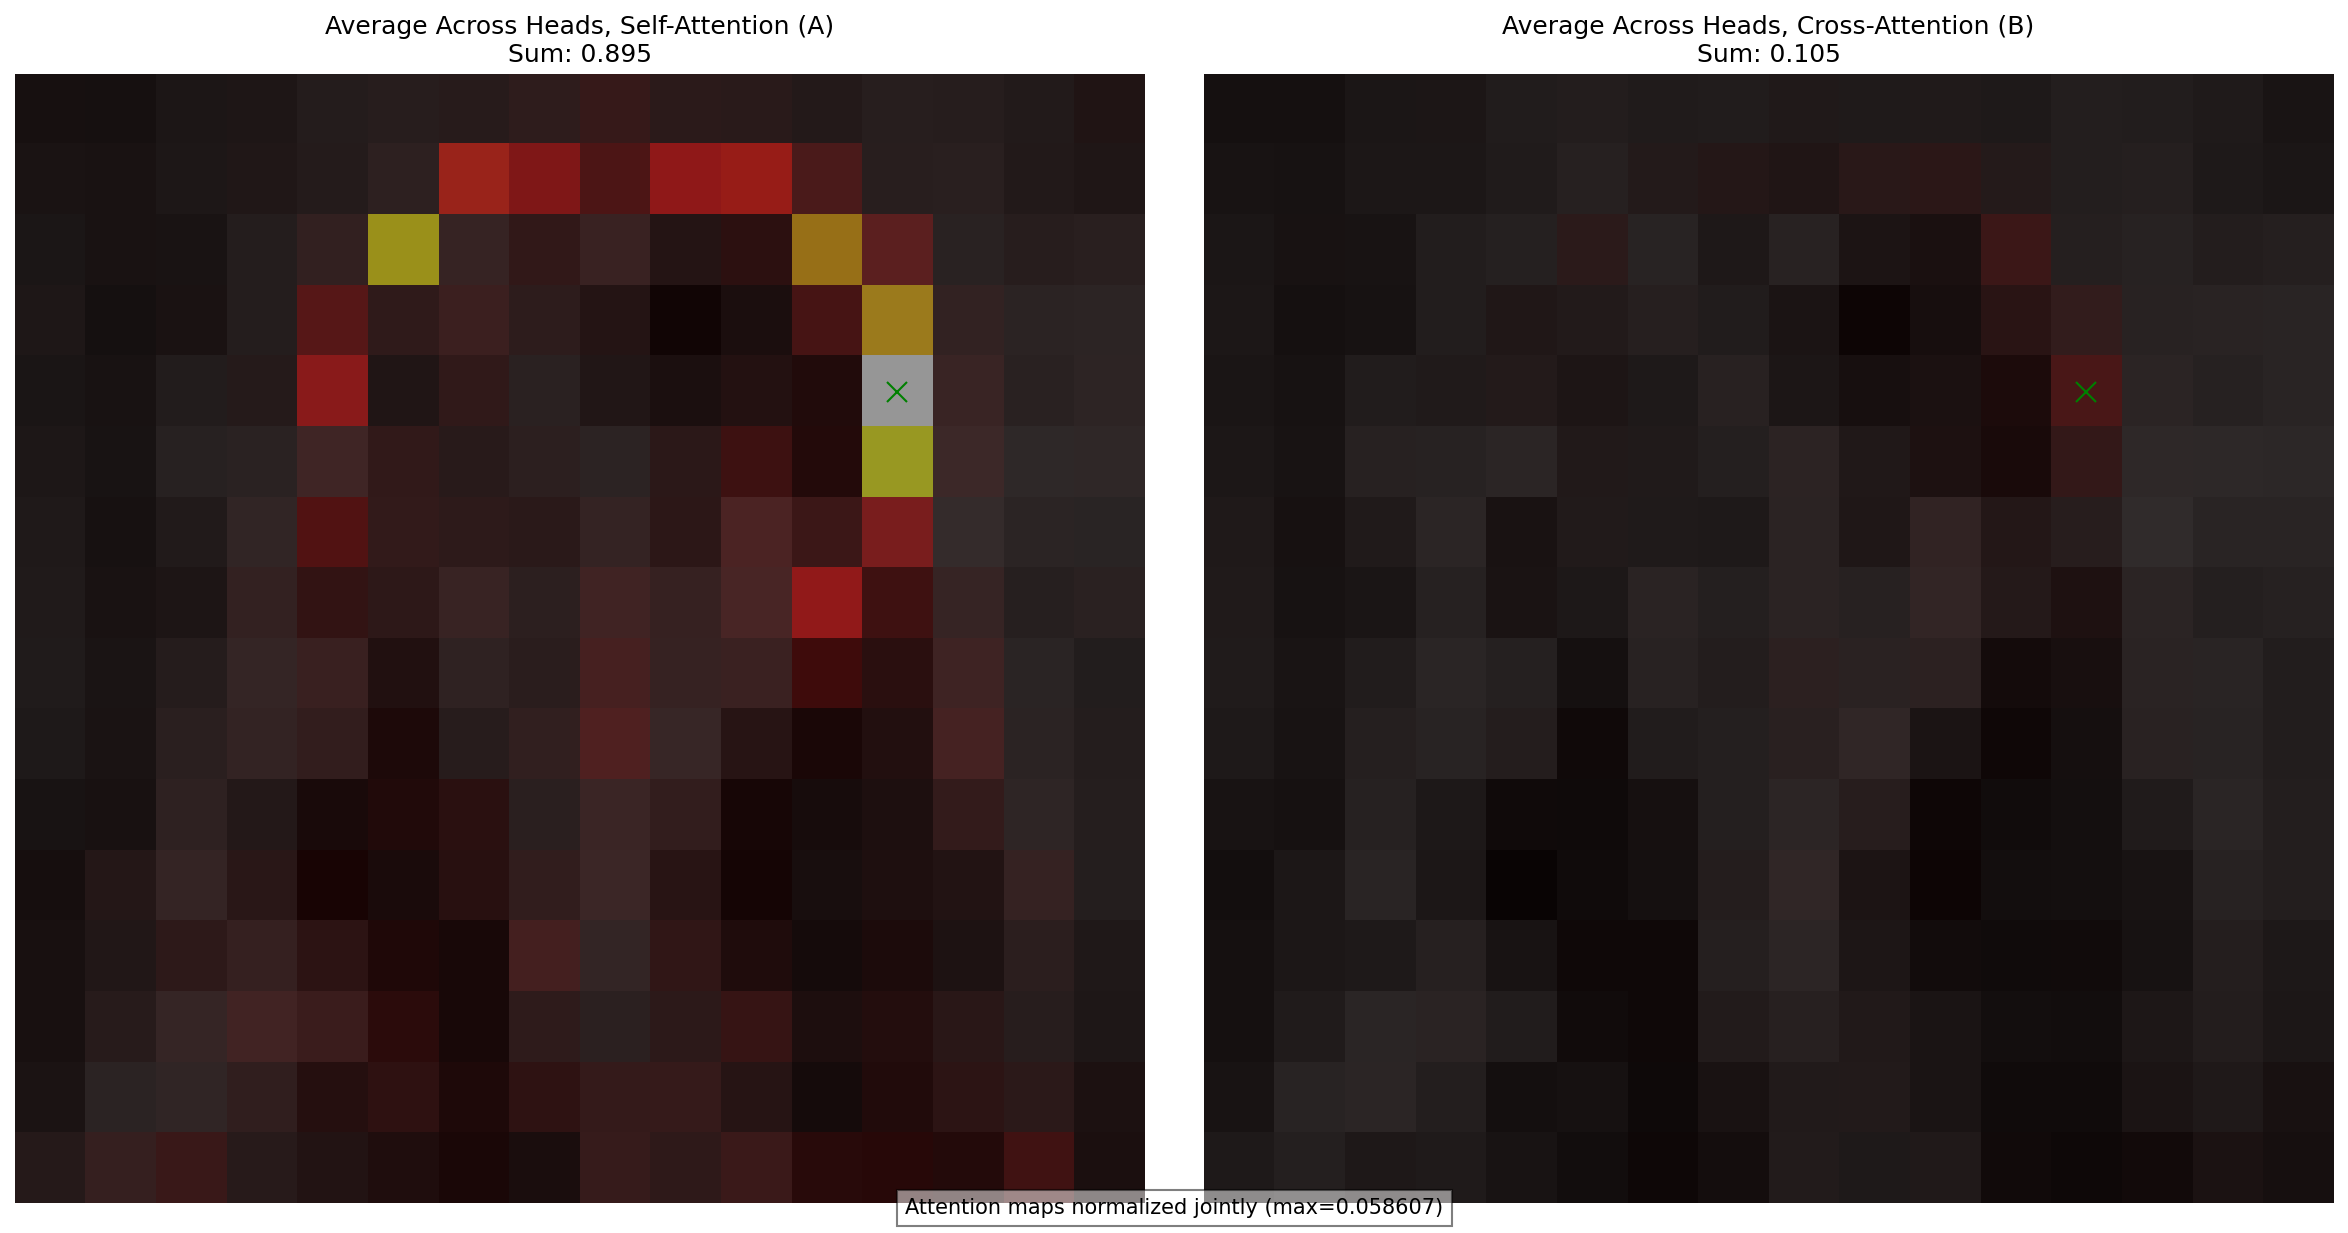 Average Across Heads, Self-Attention (A)
Sum: 0.895
Average Across Heads, Cross-Attention (B)
Sum: 0.105
Attention maps normalized jointly (max=0.058607)